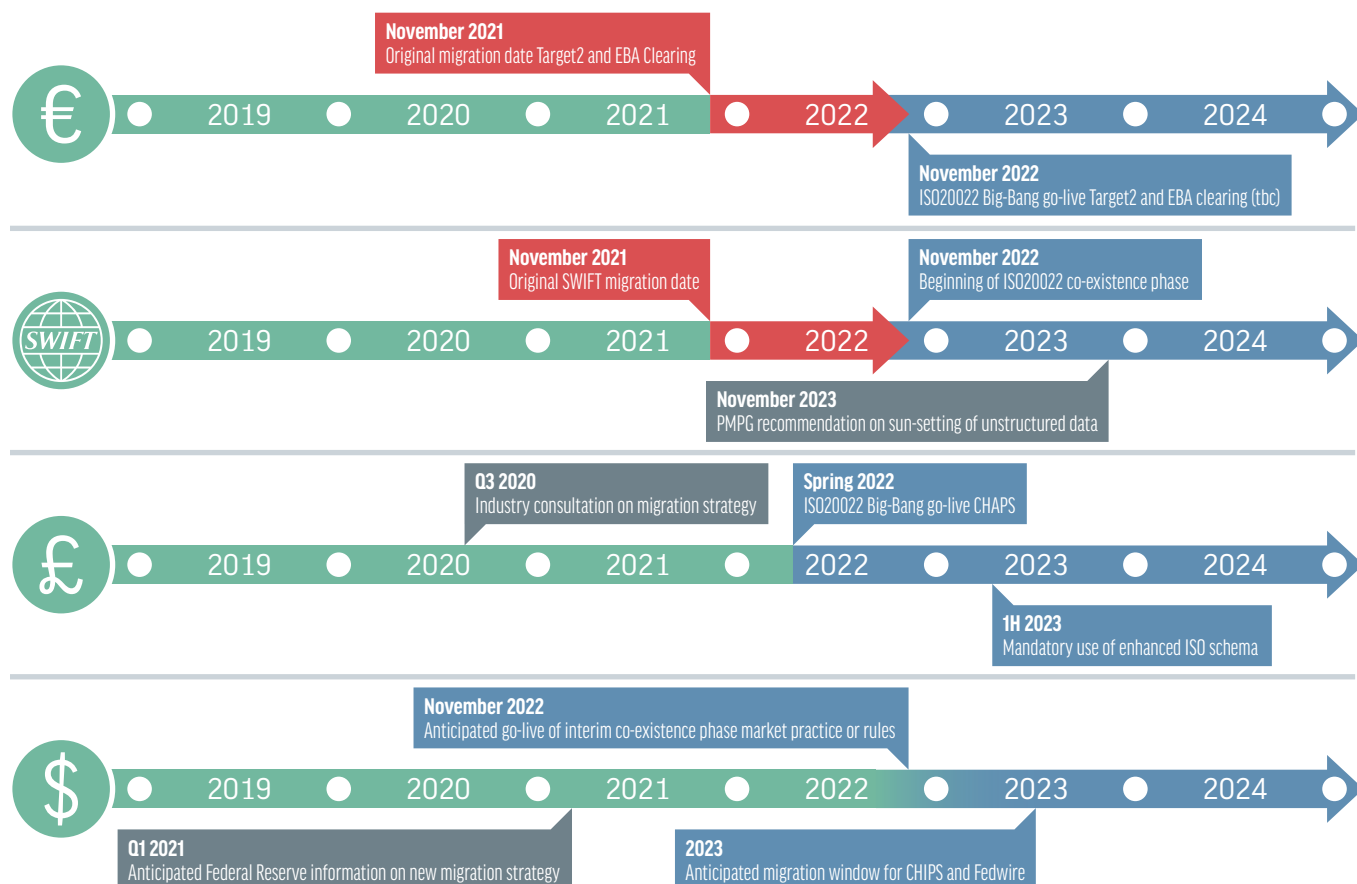 November 2021
Original migration date Target2 and EBA Clearing
€
2019 2020 2021 2022 2023 2024
November 2022
ISO20022 Big-Bang go-live Target2 and EBA clearing (tbc)
November 2021
Original SWIFT migration date
November 2022
Beginning of ISO20022 co-existence phase
SWIFT
2019 2020 2021 2022 2023 2024
November 2023
PMPG recommendation on sun-setting of unstructured data
Q3 2020
Industry consultation on migration strategy
Spring 2022
ISO20022 Big-Bang go-live CHAPS
£
2019 2020 2021 2022 2023 2024
1H 2023
Mandatory use of enhanced ISO schema
November 2022
Anticipated go-live of interim co-existence phase market practice or rules
$
2019 2020 2021 2022 2023 2024
Q1 2021
Anticipated Federal Reserve information on new migration strategy
2023
Anticipated migration window for CHIPS and Fedwire